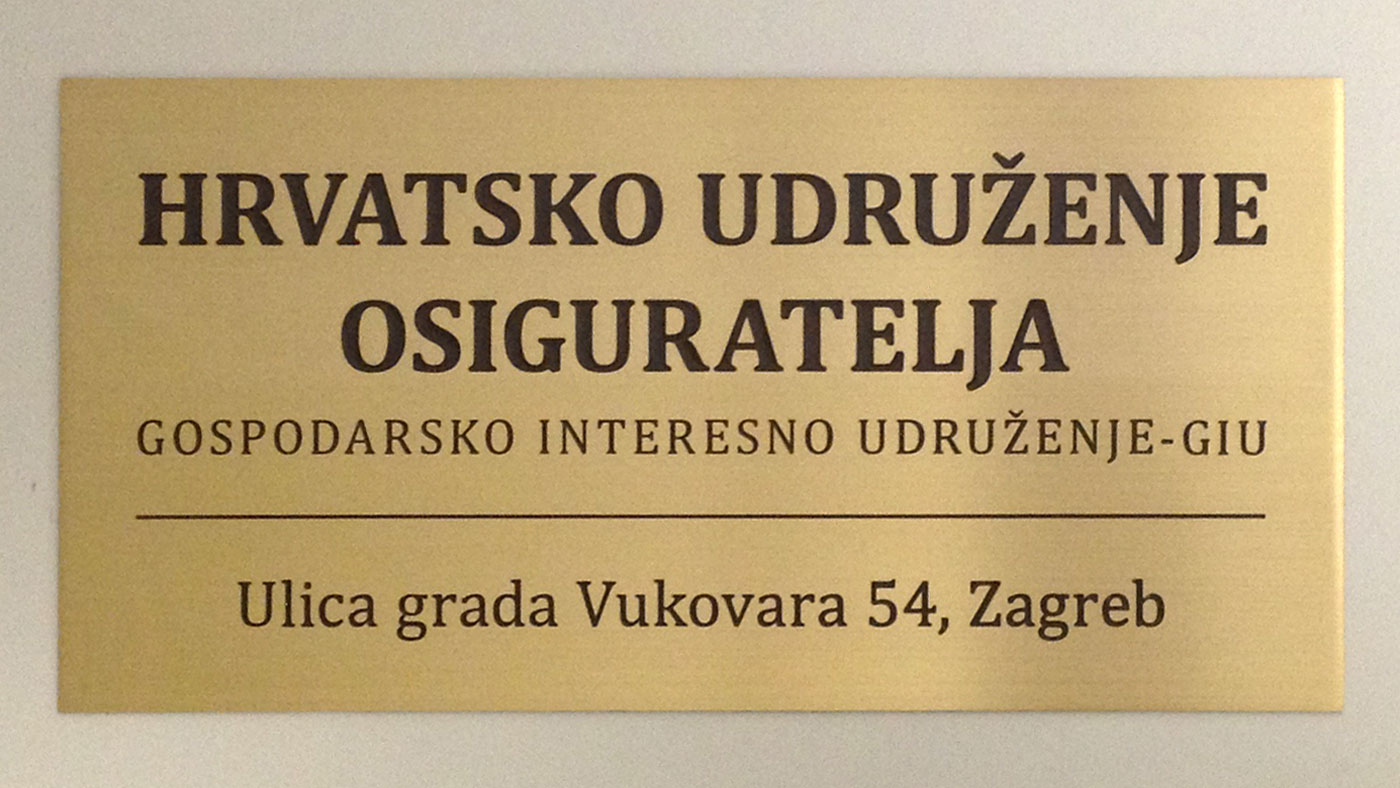 HRVATSKO UDRUŽENJE
OSIGURATELJA
GOSPODARSKO INTERESNO UDRUŽENJE-GIU
Ulica grada Vukovara 54, Zagreb